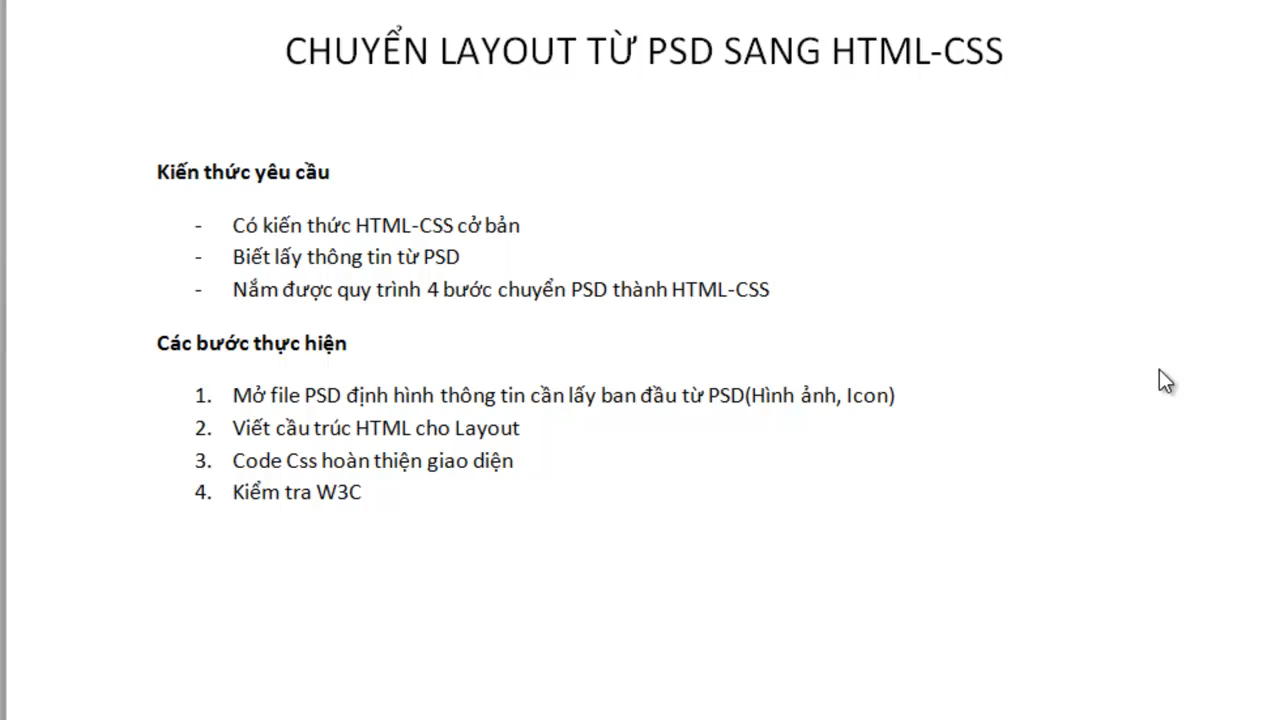 CHUYỂN LAYOUT TỪ PSD SANG HTML-CSS
Kiến thức yêu cầu
- Có kiến thức HTML-CSS cở bản
- Biết lấy thông tin từ PSD
- Nắm được quy trình 4 bước chuyển PSD thành HTML-CSS
Các bước thực hiện
1. Mở file PSD định hình thông tin cần lấy ban đầu từ PSD(Hình ảnh, Icon)
2. Viết cầu trúc HTML cho Layout
3. Code Css hoàn thiện giao diện
4. Kiểm tra W3C